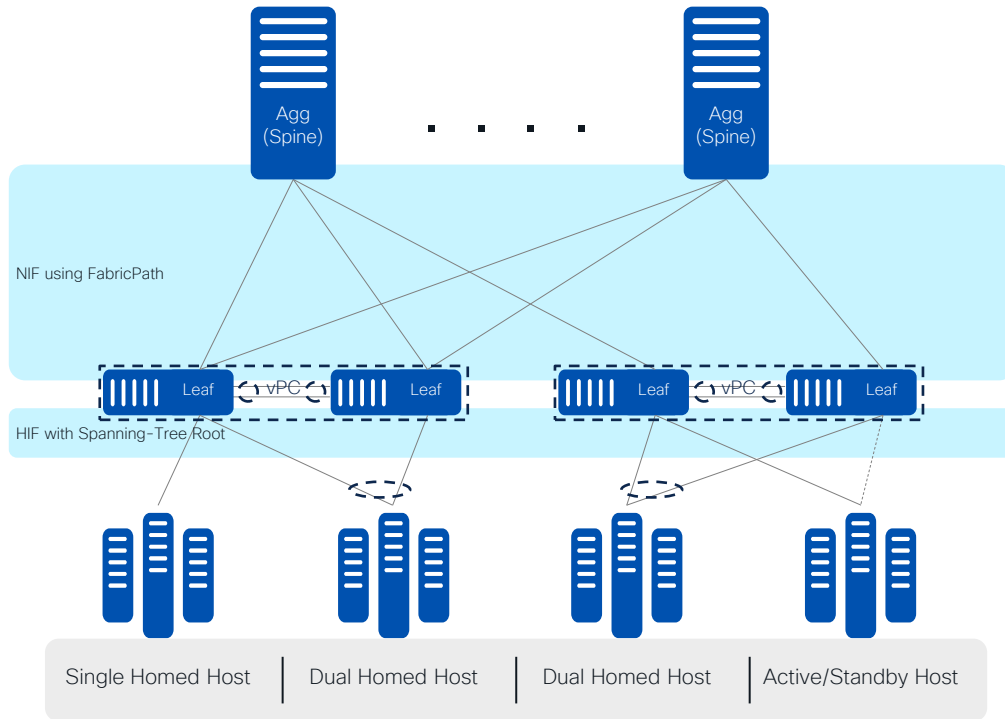 Agg
(Spine)
Agg
(Spine)
NIF using FabricPath
Leaf
vPC
Leaf
Leaf
vPC
Leaf
HIF with Spanning-Tree Root
Single Homed Host
Dual Homed Host
Dual Homed Host
Active/Standby Host